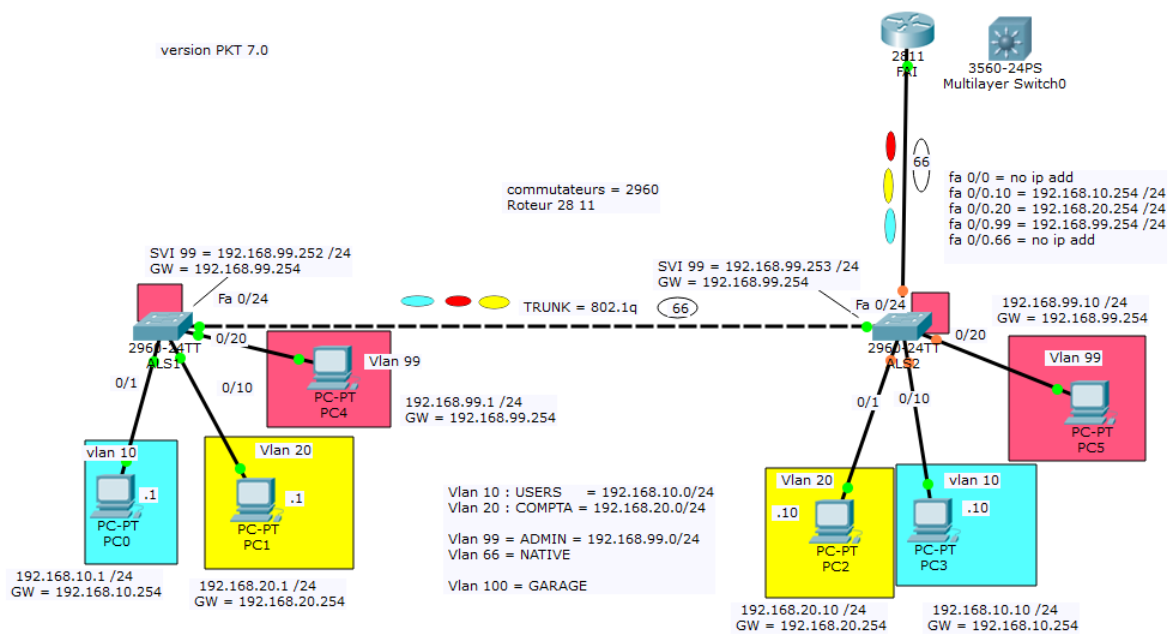 version PKT 7.0
2811
FAI
3560-24PS
Multilayer Switch0
66
fa 0/0 = no ip add
fa 0/0.10 = 192.168.10.254 /24
fa 0/0.20 = 192.168.20.254 /24
fa 0/0.99 = 192.168.99.254 /24
fa 0/0.66 = no ip add
commutateurs = 2960
Roteur 28 11
SVI 99 = 192.168.99.252 /24
GW = 192.168.99.254
SVI 99 = 192.168.99.253 /24
GW = 192.168.99.254
Fa 0/24
TRUNK = 802.1q
66
Fa 0/24
192.168.99.10 /24
GW = 192.168.99.254
2960-24TT
ALS1
0/20
2960-24TT
ALS2
0/20
Vlan 99
PC-PT
PC4
0/1
0/10
192.168.99.1 /24
GW = 192.168.99.254
0/1
0/10
Vlan 99
PC-PT
PC5
vlan 10
.1
PC-PT
PC0
Vlan 20
.1
PC-PT
PC1
Vlan 10 : USERS = 192.168.10.0/24
Vlan 20 : COMPTA = 192.168.20.0/24
Vlan 99 = ADMIN = 192.168.99.0/24
Vlan 66 = NATIVE
Vlan 100 = GARAGE
Vlan 20
.10
PC-PT
PC2
vlan 10
.10
PC-PT
PC3
192.168.10.1 /24
GW = 192.168.10.254
192.168.20.1 /24
GW = 192.168.20.254
192.168.20.10 /24
GW = 192.168.20.254
192.168.10.10 /24
GW = 192.168.10.254